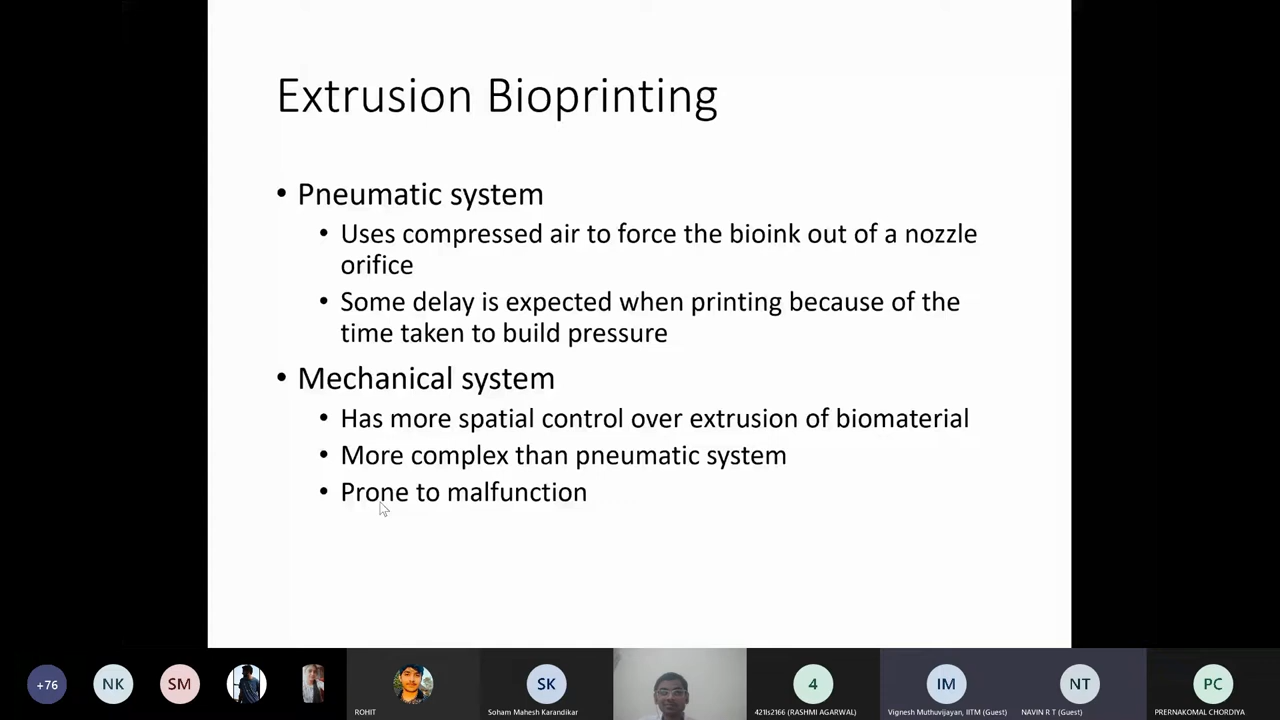 Extrusion Bioprinting
• Pneumatic system
• Uses compressed air to force the bioink out of a nozzle
orifice
• Some delay is expected when printing because of the
time taken to build pressure
• Mechanical system
• Has more spatial control over extrusion of biomaterial
• More complex than pneumatic system
• Prone to malfunction
+76
NK
SM
ROHIT
SK
Soham Mahesh Karandikar
4
421ls2166 (RASHMI AGARWAL)
IM
Vignesh Muthuvijayan, IITM (Guest)
NT
NAVIN R T (Guest)
PC
PRERNAKOMAL CHORDIYA